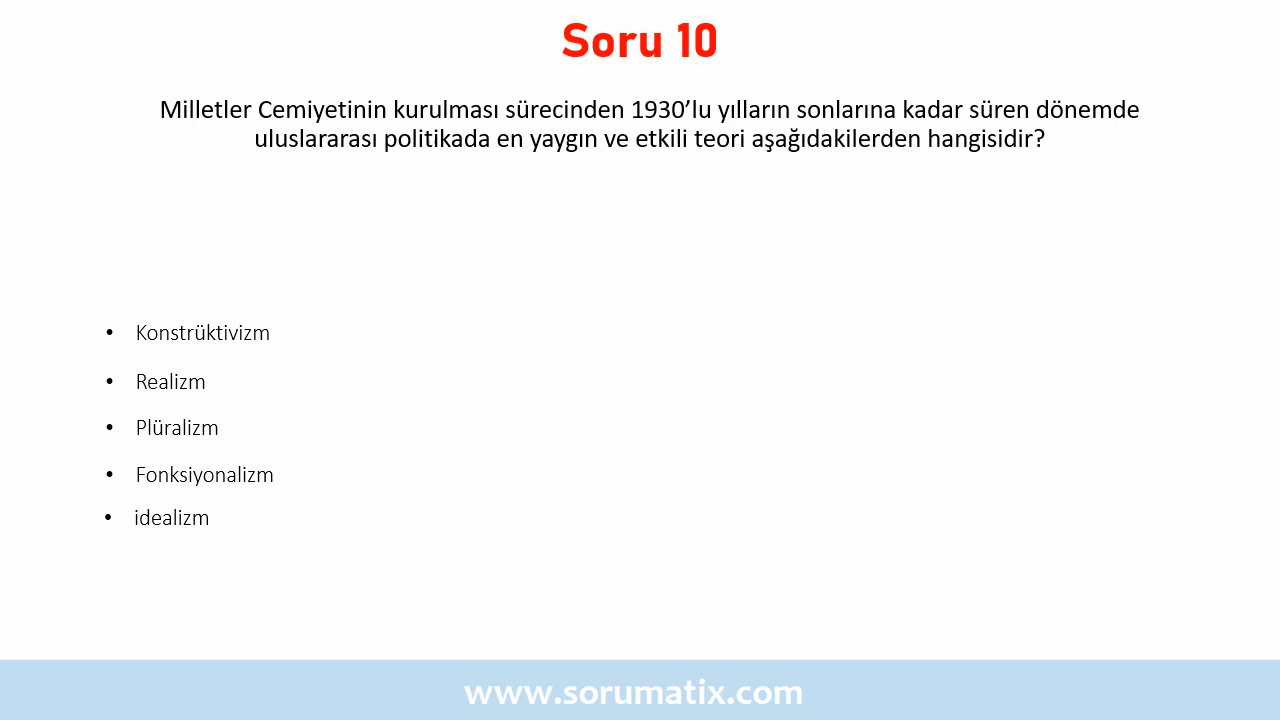 Soru 10
Milletler Cemiyetinin kurulması sürecinden 1930’lu yılların sonlarına kadar süren dönemde
uluslararası politikada en yaygın ve etkili teori aşağıdakilerden hangisidir?
• Konstrüktivizm
• Realizm
• Plüralizm
• Fonksiyonalizm
• idealizm
www.sorumatix.com